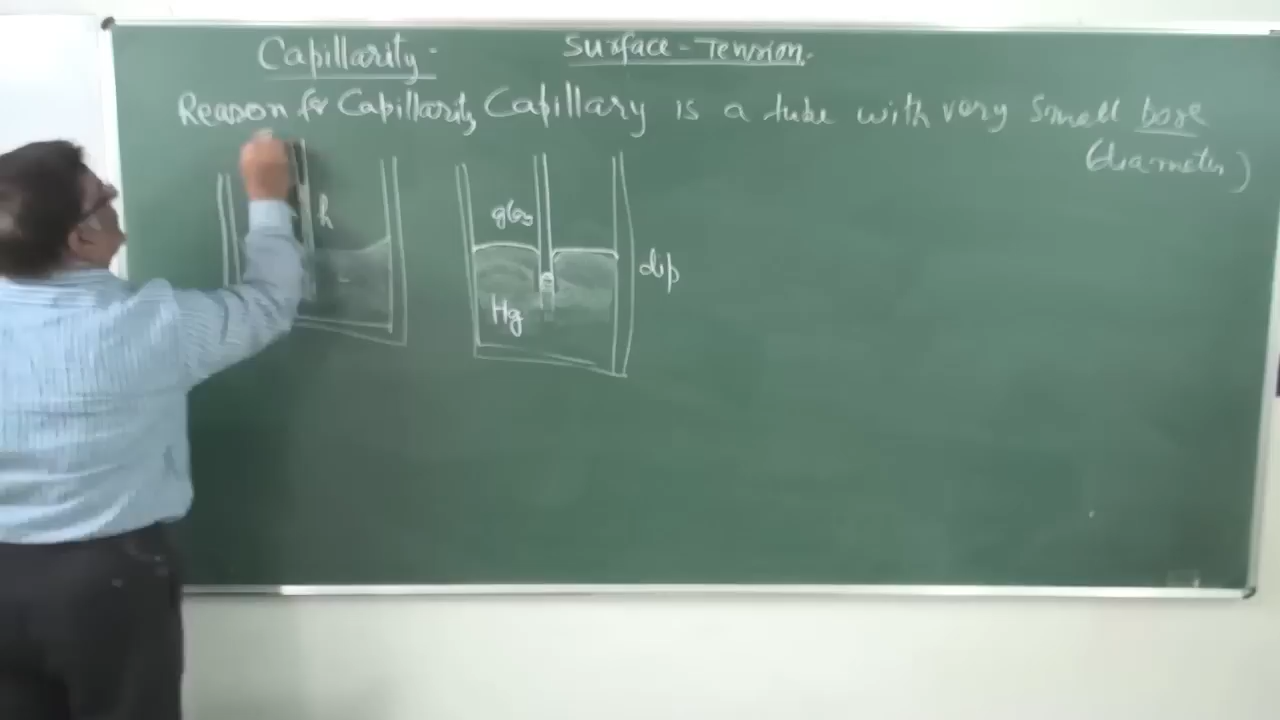 Capillarity:
Surface-Tension.
Reason for Capillarity, Capillary is a tube with very small bore
(diameter)
h
glass
Hg
dip